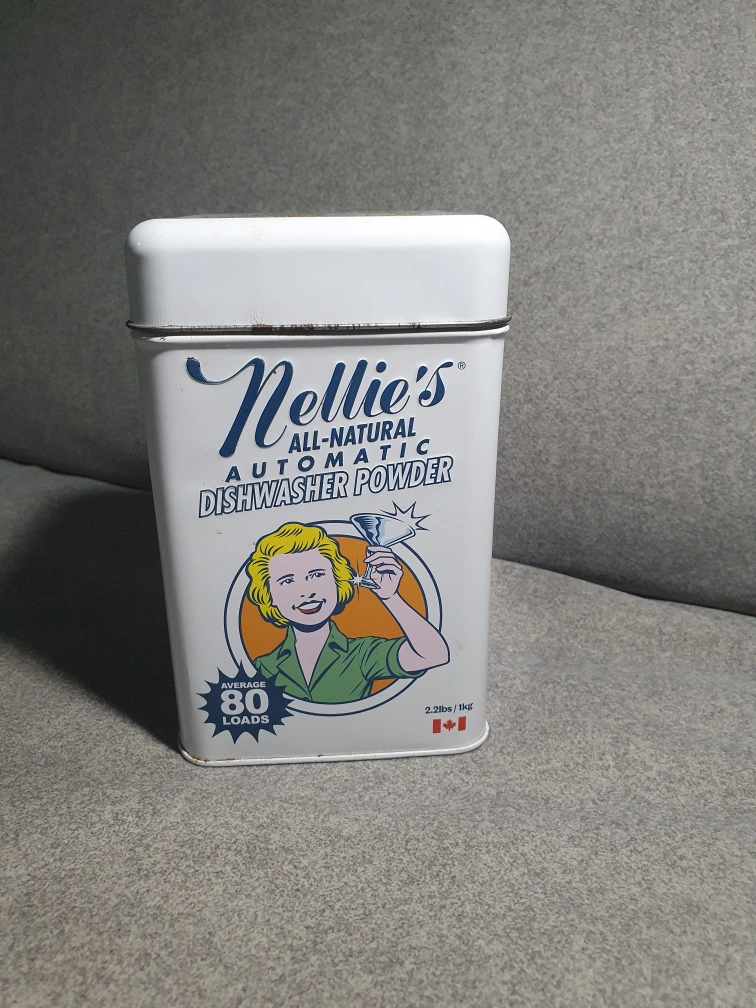 Nellie's®
ALL-NATURAL
AUTOMATIC
DISHWASHER POWDER
AVERAGE
80
LOADS
2.2lbs / 1kg